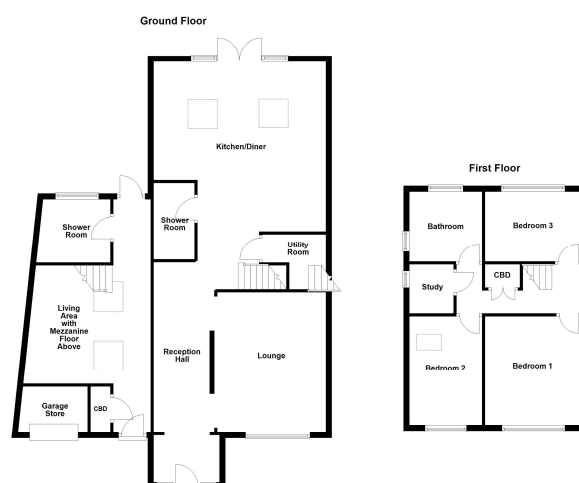 Ground Floor
Kitchen/Diner
First Floor
Shower
Room
Shower
Room
Utility
Room
Bathroom
Bedroom 3
Study
CBD
Living
Area
with
Mezzanine
Floor
Above
Reception
Hall
Lounge
Bedroom 2
Bedroom 1
Garage
Store
CBD